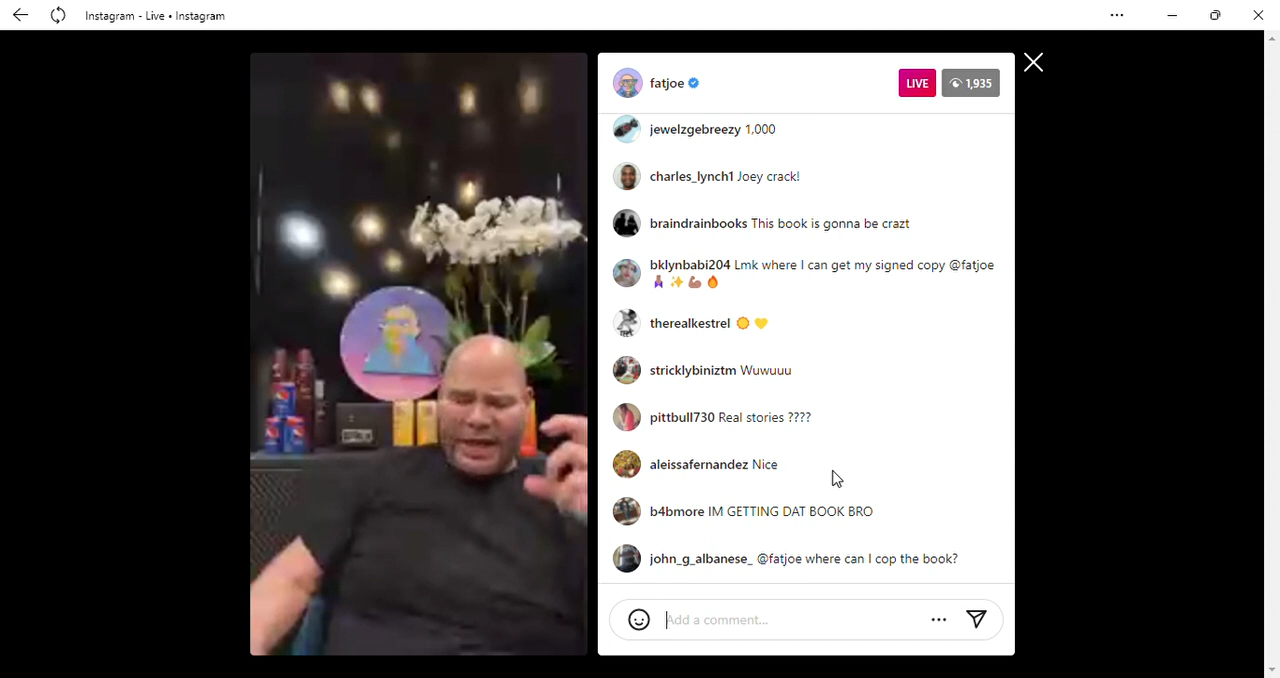 Instagram - Live • Instagram
fatjoe
LIVE
1,935
jewelzgebreezy 1,000
charles_lynch1 Joey crack!
braindrainbooks This book is gonna be crazt
bklynbabi204 Lmk where I can get my signed copy @fatjoe
therealkestrel
stricklybiniztm Wuwuuu
pittbull730 Real stories ????
aleissafernandez Nice
b4bmore IM GETTING DAT BOOK BRO
john_g_albanese_ @fatjoe where can I cop the book?
Add a comment...